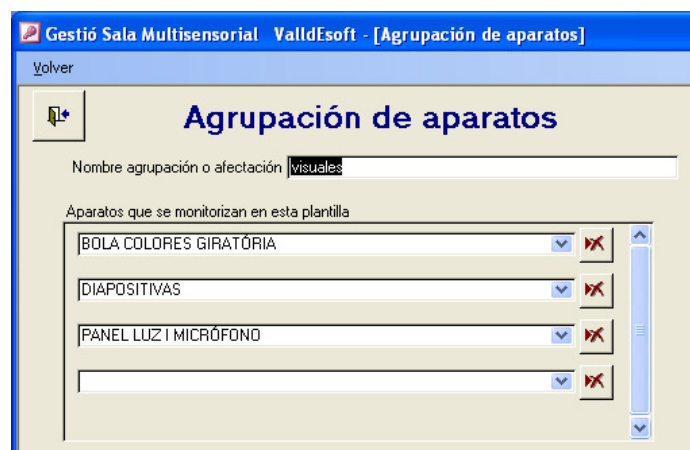 Gestió Sala Multisensorial ValldEsoft - [Agrupación de aparatos]
Volver
Agrupación de aparatos
Nombre agrupación o afectación visuales
Aparatos que se monitorizan en esta plantilla
BOLA COLORES GIRATÓRIA
DIAPOSITIVAS
PANEL LUZ I MICRÓFONO